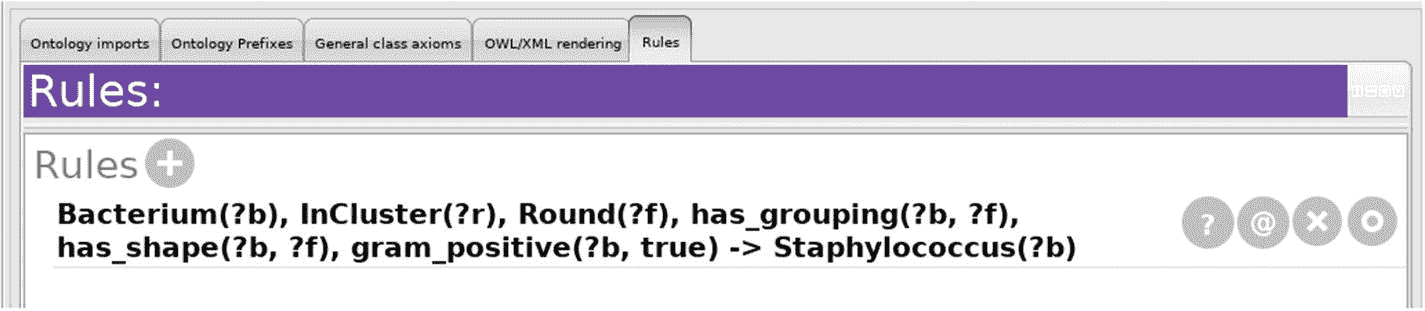 Ontology imports Ontology Prefixes General class axioms OWL/XML rendering Rules
Rules:
Rules +
Bacterium(?b), InCluster(?r), Round(?f), has_grouping(?b, ?f),
has_shape(?b, ?f), gram_positive(?b, true) -> Staphylococcus(?b)
? @ × o